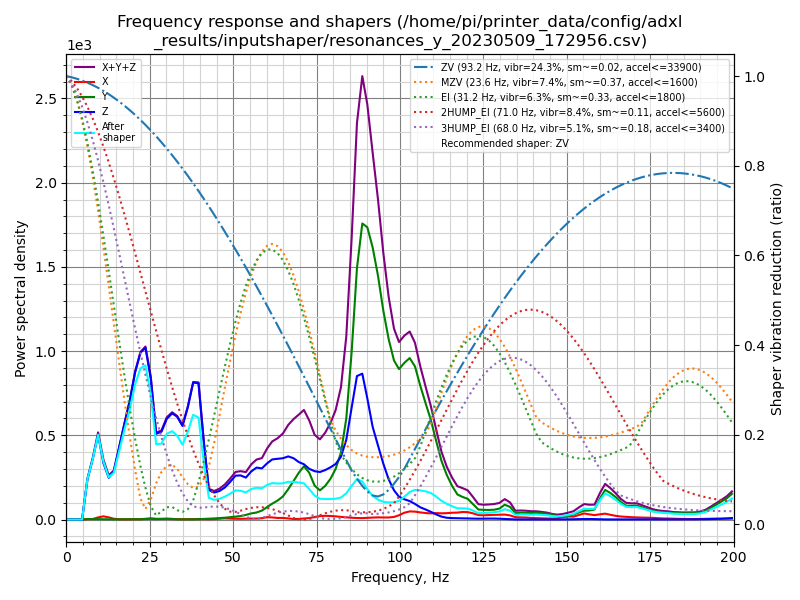 Frequency response and shapers (/home/pi/printer_data/config/adxl
_results/inputshaper/resonances_y_20230509_172956.csv)
1e3
X+Y+Z
X
Y
Z
After
shaper
ZV (93.2 Hz, vibr=24.3%, sm~=0.02, accel<=33900)
MZV (23.6 Hz, vibr=7.4%, sm~=0.37, accel<=1600)
EI (31.2 Hz, vibr=6.3%, sm~=0.33, accel<=1800)
2HUMP_EI (71.0 Hz, vibr=8.4%, sm~=0.11, accel<=5600)
3HUMP_EI (68.0 Hz, vibr=5.1%, sm~=0.18, accel<=3400)
Recommended shaper: ZV
Power spectral density
2.5
2.0
1.5
1.0
0.5
0.0
1.0
0.8
0.6
0.4
0.2
0.0
Shaper vibration reduction (ratio)
0 25 50 75 100 125 150 175 200
Frequency, Hz